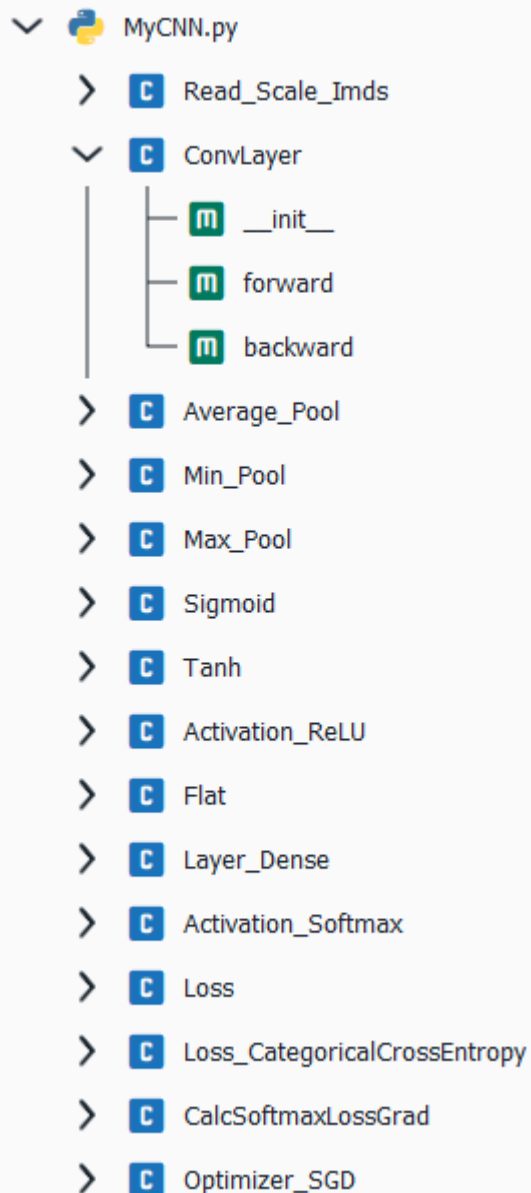 MyCNN.py
C Read_Scale_Imds
C ConvLayer
m __init__
m forward
m backward
C Average_Pool
C Min_Pool
C Max_Pool
C Sigmoid
C Tanh
C Activation_ReLU
C Flat
C Layer_Dense
C Activation_Softmax
C Loss
C Loss_CategoricalCrossEntropy
C CalcSoftmaxLossGrad
C Optimizer_SGD